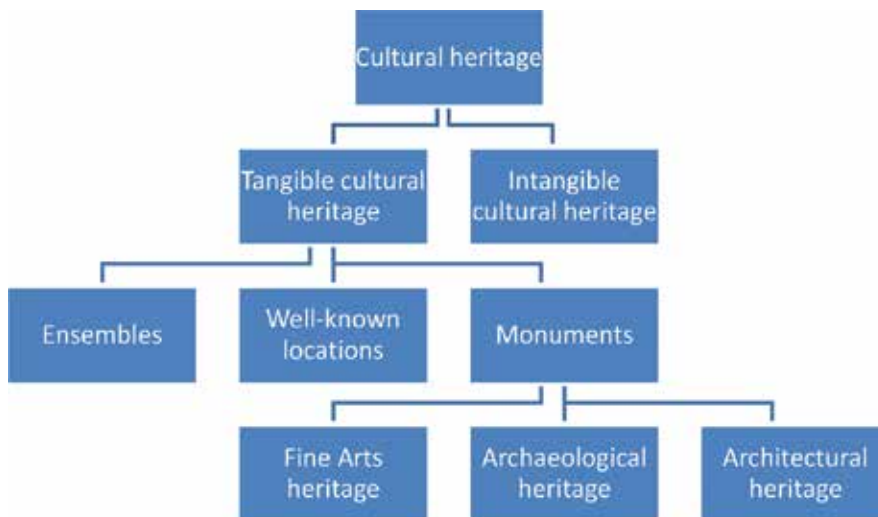 Cultural heritage
Tangible cultural
heritage
Intangible
cultural heritage
Ensembles
Well-known
locations
Monuments
Fine Arts
heritage
Archaeological
heritage
Architectural
heritage